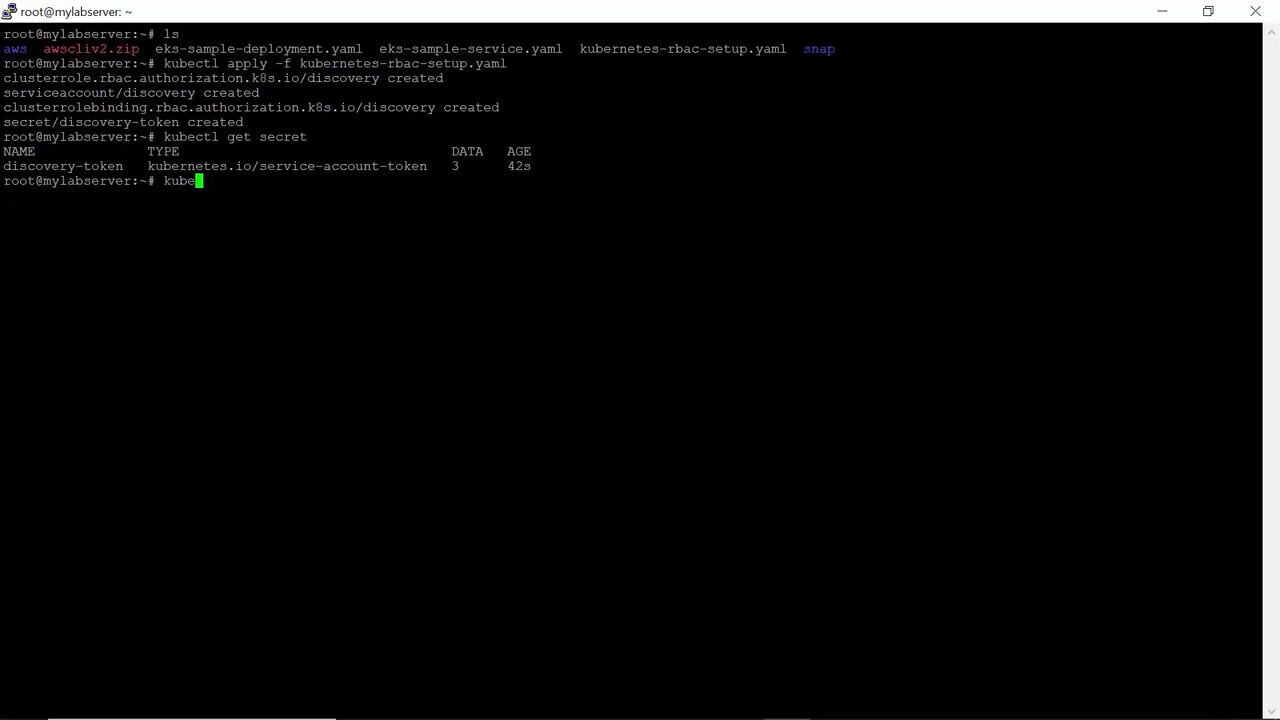 root@mylabserver: ~
root@mylabserver:~# ls
aws  awscliv2.zip  eks-sample-deployment.yaml  eks-sample-service.yaml  kubernetes-rbac-setup.yaml  snap
root@mylabserver:~# kubectl apply -f kubernetes-rbac-setup.yaml
clusterrole.rbac.authorization.k8s.io/discovery created
serviceaccount/discovery created
clusterrolebinding.rbac.authorization.k8s.io/discovery created
secret/discovery-token created
root@mylabserver:~# kubectl get secret
NAME              TYPE                                  DATA   AGE
discovery-token   kubernetes.io/service-account-token   3      42s
root@mylabserver:~# kube